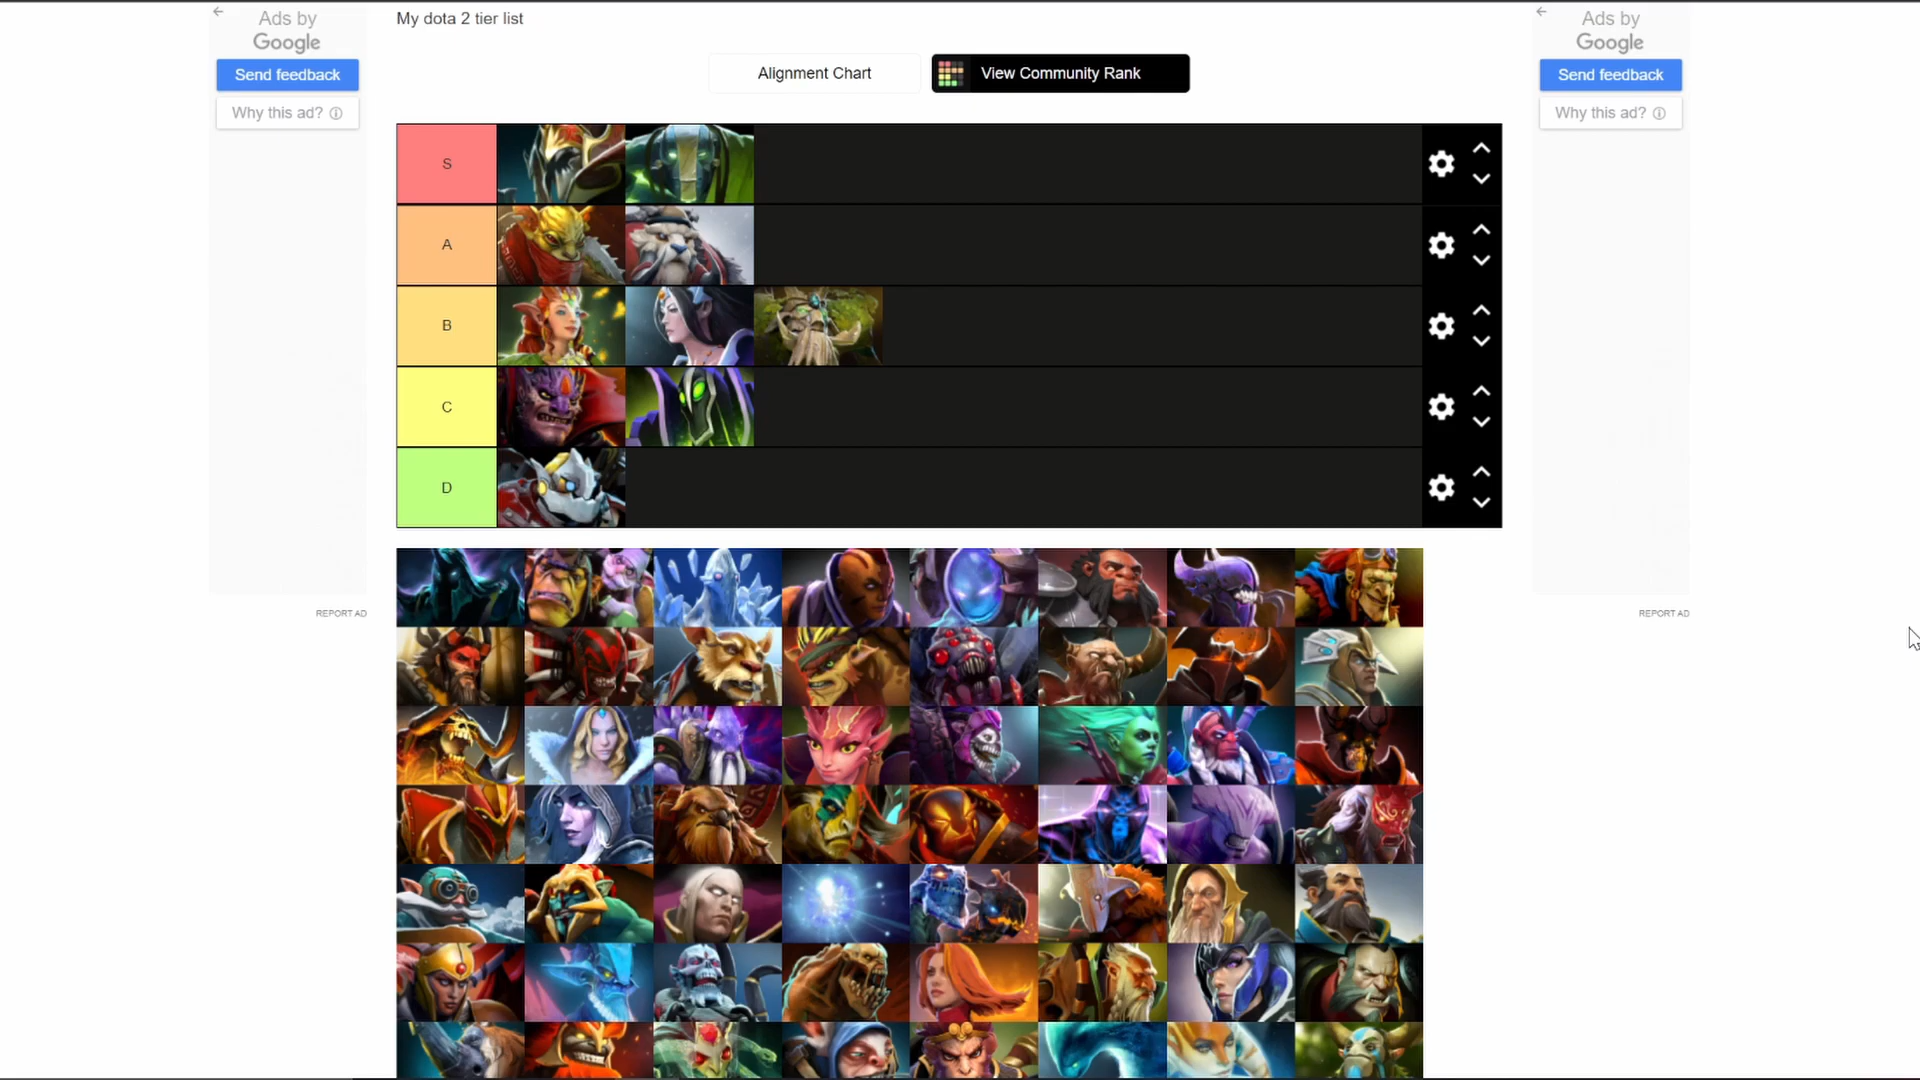 My dota 2 tier list
Ads by
Google
Send feedback
Why this ad?
REPORT AD
Alignment Chart
View Community Rank
S
A
B
C
D
Ads by
Google
Send feedback
Why this ad?
REPORT AD